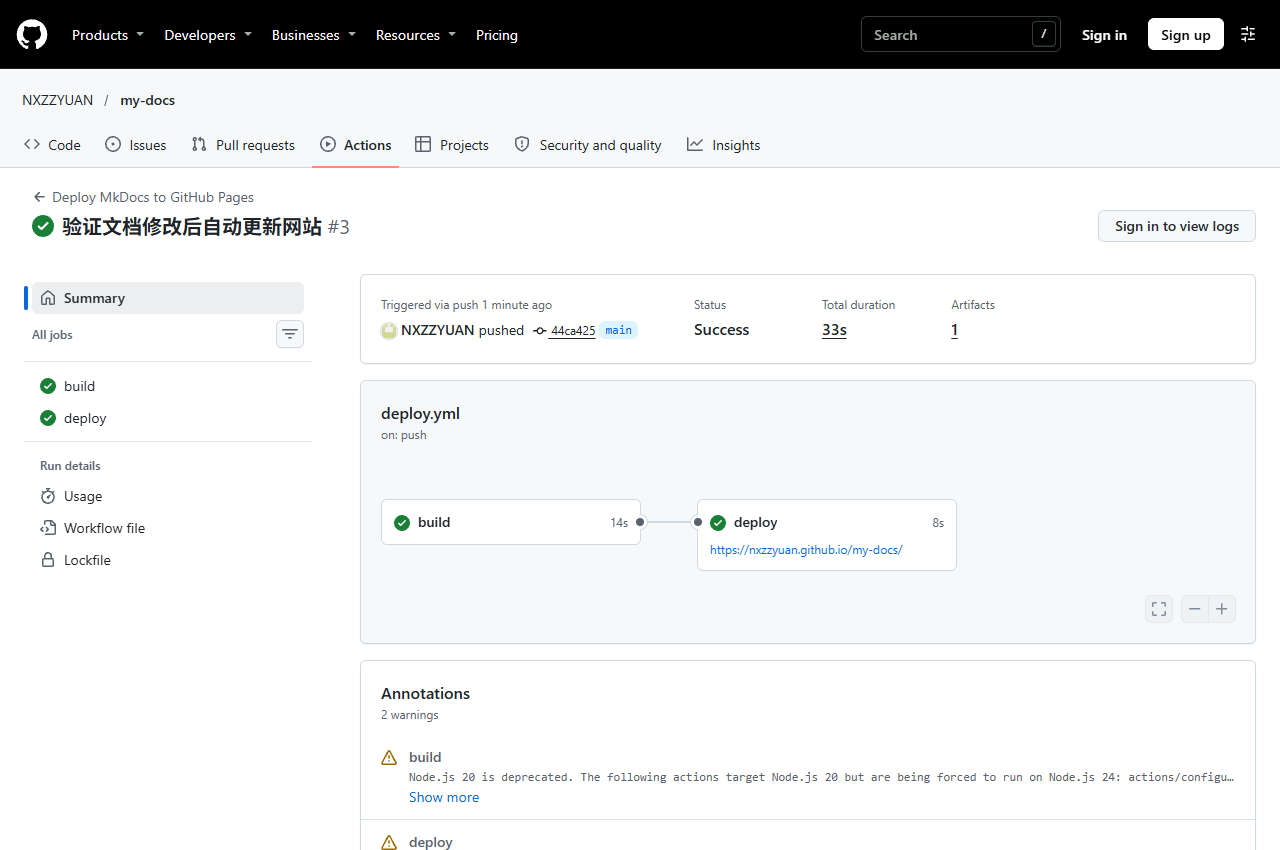 Products Developers Businesses Resources Pricing Search / Sign in Sign up
NXZZYUAN / my-docs
Code Issues Pull requests Actions Projects Security and quality Insights
Deploy MkDocs to GitHub Pages
验证文档修改后自动更新网站 #3
Sign in to view logs
Summary
All jobs
build
deploy
Run details
Usage
Workflow file
Lockfile
Triggered via push 1 minute ago
NXZZYUAN pushed 44ca425 main
Status
Success
Total duration
33s
Artifacts
1
deploy.yml
on: push
build 14s
deploy 8s
https://nxzzyuan.github.io/my-docs/
Annotations
2 warnings
build
Node.js 20 is deprecated. The following actions target Node.js 20 but are being forced to run on Node.js 24: actions/configu…
Show more
deploy